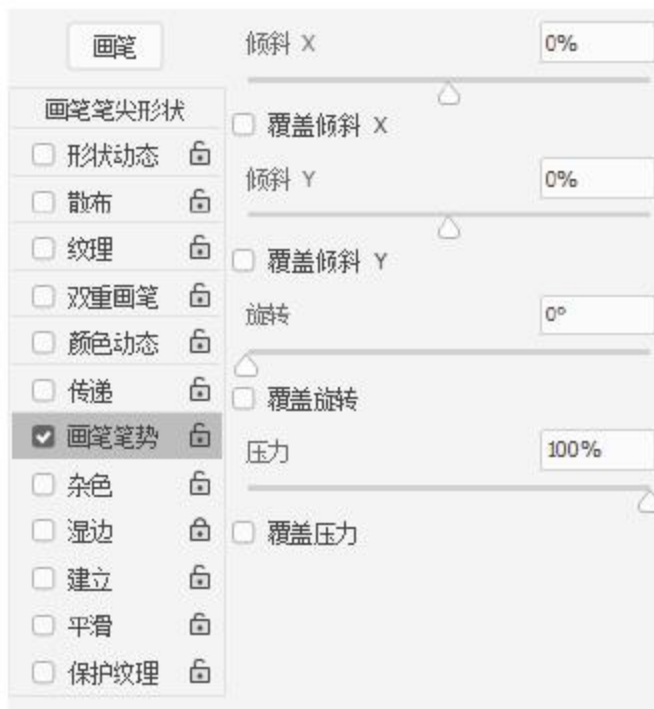 画笔
画笔笔尖形状
形状动态
散布
纹理
双重画笔
颜色动态
传递
画笔笔势
杂色
湿边
建立
平滑
保护纹理
倾斜 X 0%
覆盖倾斜 X
倾斜 Y 0%
覆盖倾斜 Y
旋转 0°
覆盖旋转
压力 100%
覆盖压力